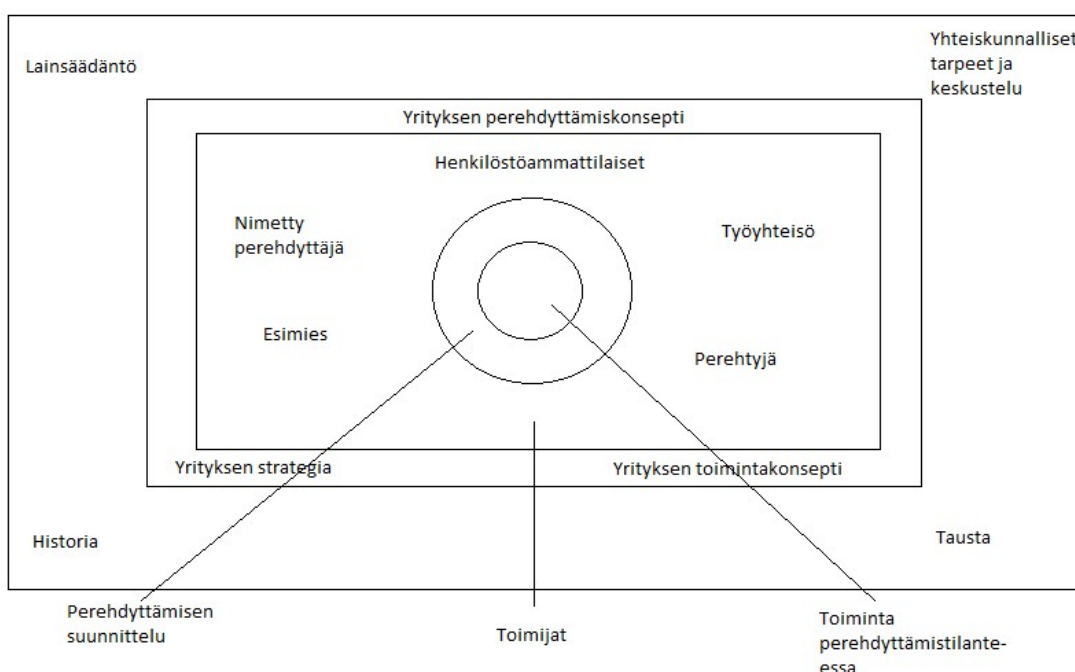 Lainsäädäntö
Yhteiskunnalliset
tarpeet ja
keskustelu
Yrityksen perehdyttämiskonsepti
Henkilöstöammattilaiset
Nimetty
perehdyttäjä
Työyhteisö
Esimies
Perehtyjä
Yrityksen strategia
Yrityksen toimintakonsepti
Historia
Tausta
Perehdyttämisen
suunnittelu
Toimijat
Toiminta
perehdyttämistilante-
essa